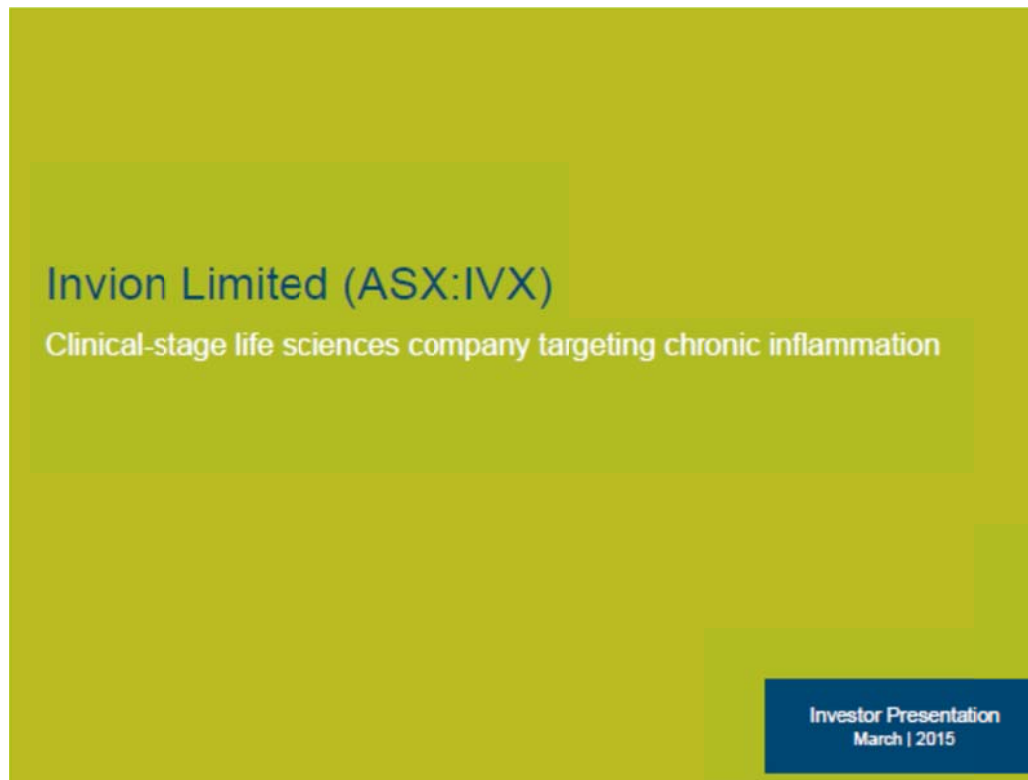 Invion Limited (ASX:IVX)
Clinical-stage life sciences company targeting chronic inflammation
Investor Presentation
March | 2015